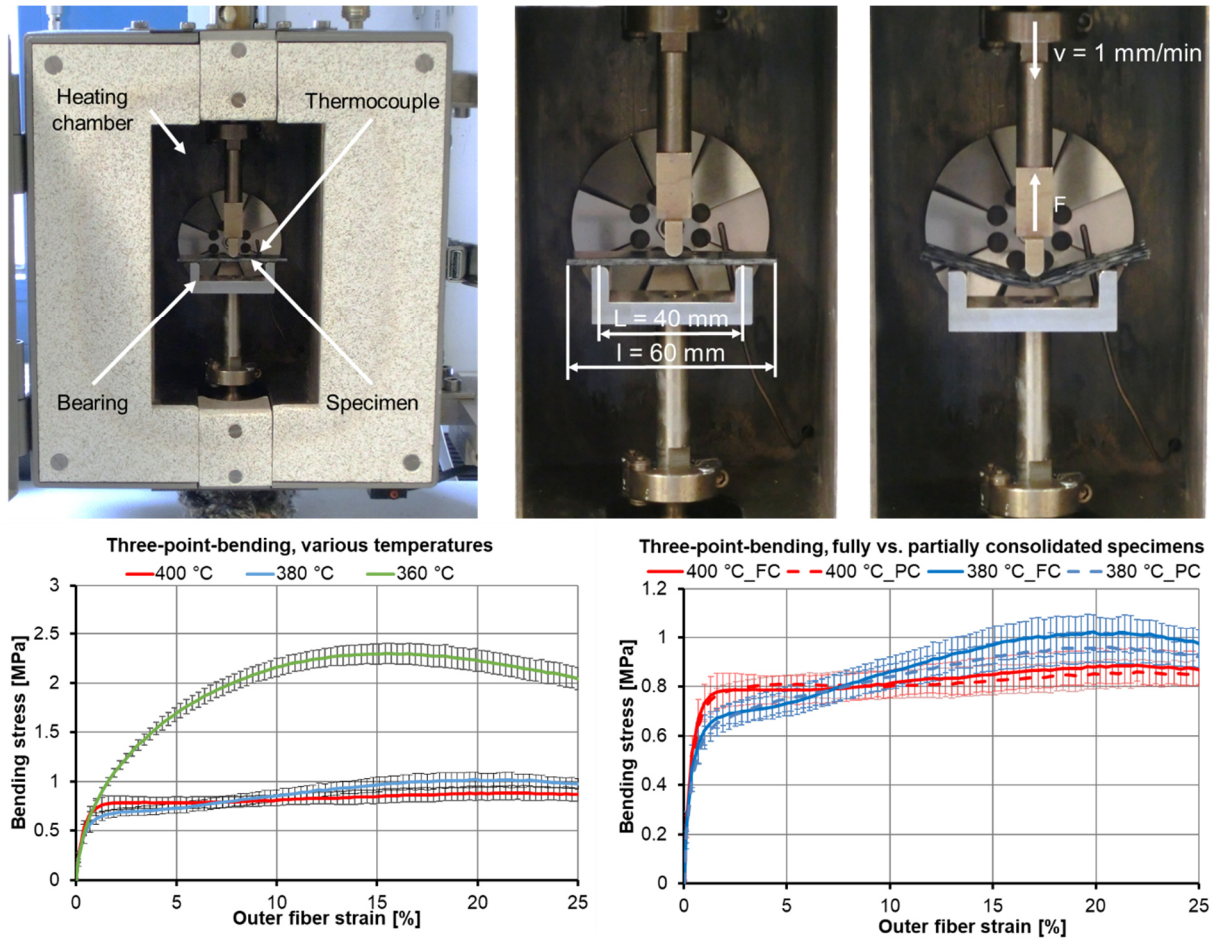 Heating
chamber
Thermocouple
Bearing
Specimen
L = 40 mm
l = 60 mm
v = 1 mm/min
F
Three-point-bending, various temperatures
400 °C 380 °C 360 °C
Bending stress [MPa]
3
2.5
2
1.5
1
0.5
0
0 5 10 15 20 25
Outer fiber strain [%]
Three-point-bending, fully vs. partially consolidated specimens
400 °C_FC 400 °C_PC 380 °C_FC 380 °C_PC
Bending stress [MPa]
1.2
1
0.8
0.6
0.4
0.2
0
0 5 10 15 20 25
Outer fiber strain [%]